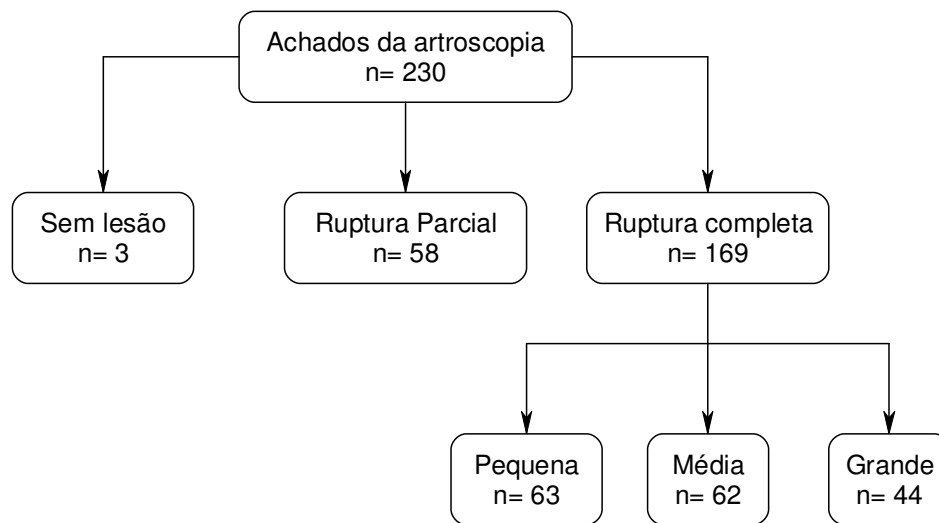 Achados da artroscopia
n= 230
Sem lesão
n= 3
Ruptura Parcial
n= 58
Ruptura completa
n= 169
Pequena
n= 63
Média
n= 62
Grande
n= 44